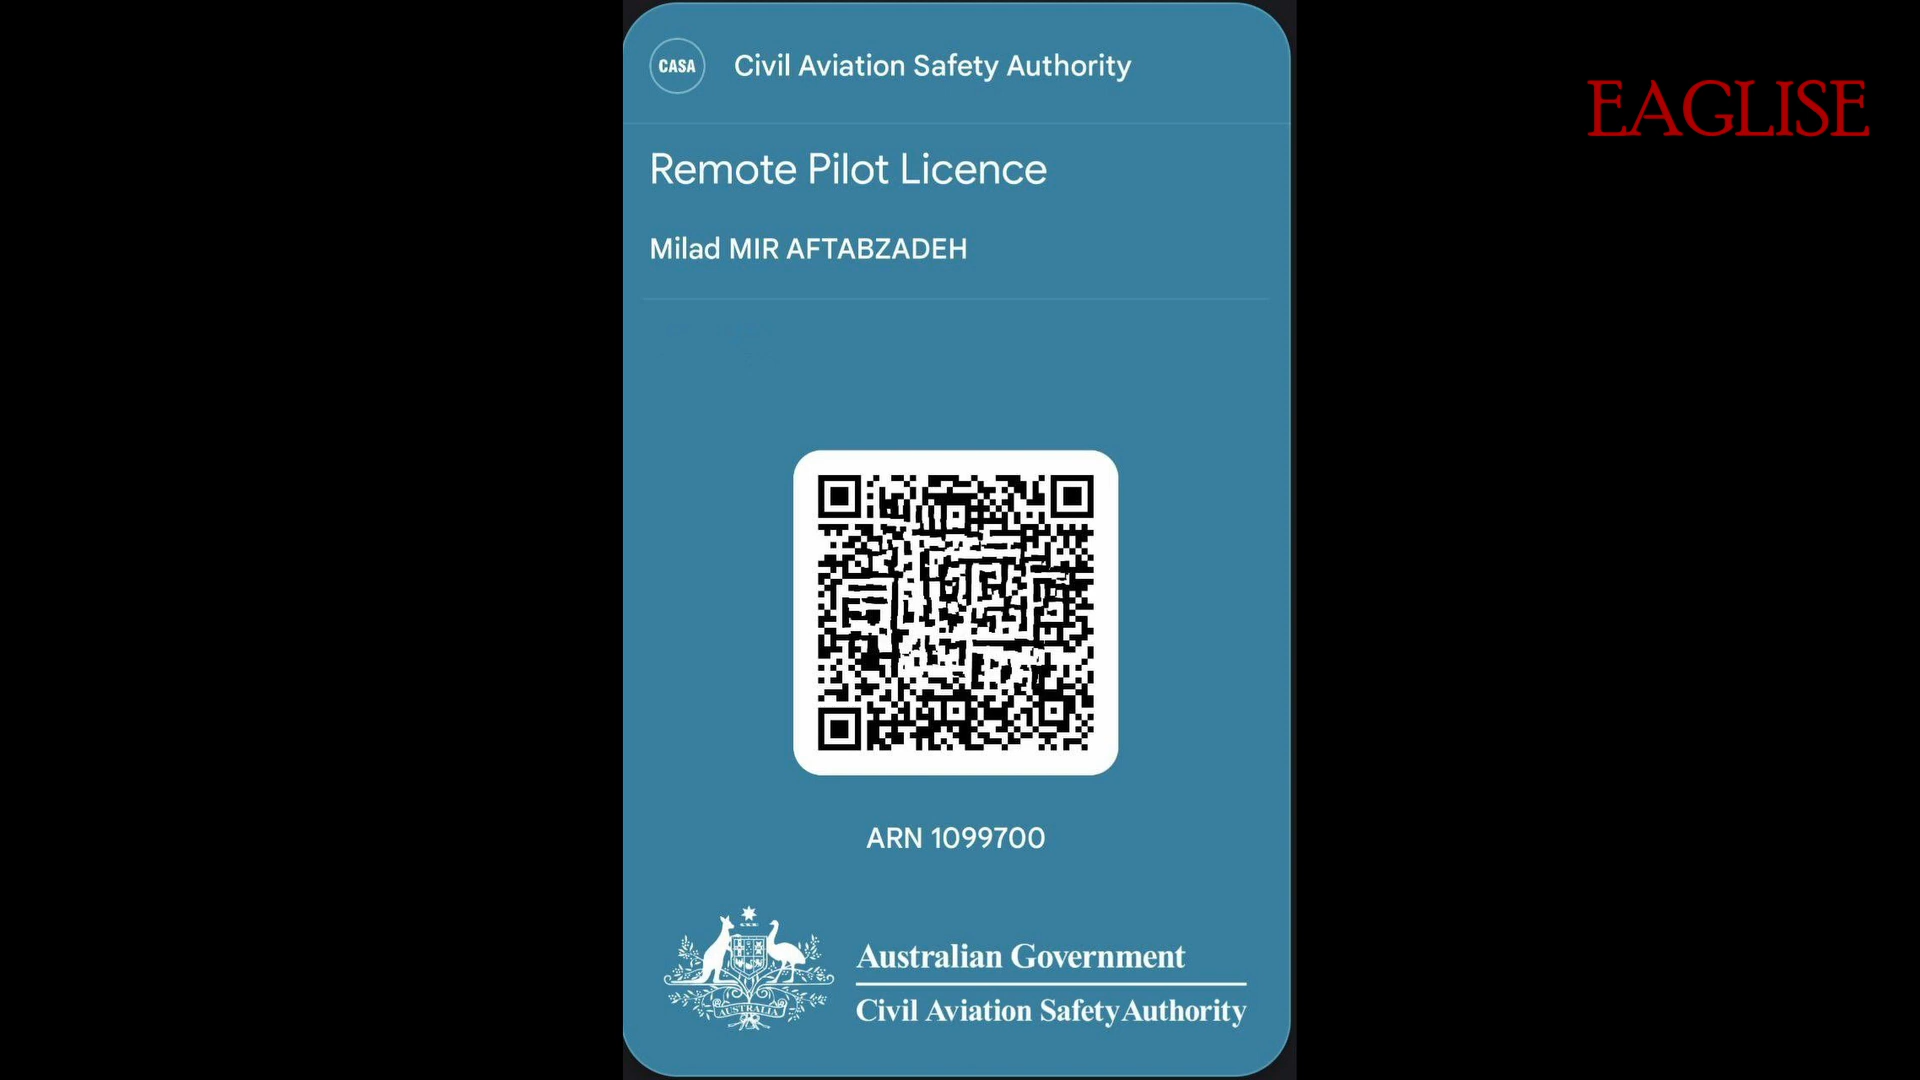 CASA
Civil Aviation Safety Authority
EAGLISE
Remote Pilot Licence
Milad MIR AFTABZADEH
ARN 1099700
AUSTRALIA
Australian Government
Civil Aviation Safety Authority